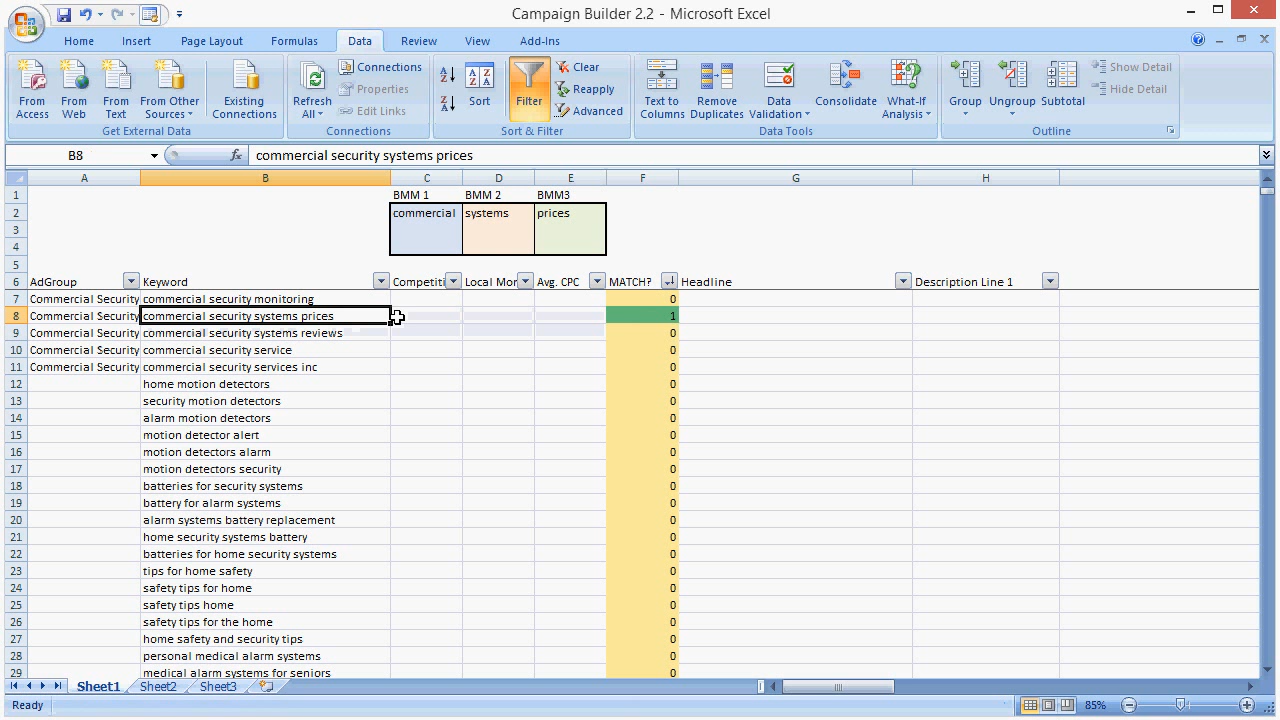 Campaign Builder 2.2 - Microsoft Excel
Home Insert Page Layout Formulas Data Review View Add-Ins
From Access
From Web
From Text
From Other Sources
Existing Connections
Get External Data
Refresh All
Connections
Properties
Edit Links
Connections
A Z
Z A
Sort
Filter
Clear
Reapply
Advanced
Sort & Filter
Text to Columns
Remove Duplicates
Data Validation
Consolidate
What-If Analysis
Data Tools
Group
Ungroup
Subtotal
Show Detail
Hide Detail
Outline
B8 fx commercial security systems prices
A B C D E F G H
1 BMM 1 BMM 2 BMM3
2 commercial systems prices
3
4
5
6 AdGroup Keyword Competiti Local Mor Avg. CPC MATCH? Headline Description Line 1
7 Commercial Security commercial security monitoring 0
8 Commercial Security commercial security systems prices 1
9 Commercial Security commercial security systems reviews 0
10 Commercial Security commercial security service 0
11 Commercial Security commercial security services inc 0
12 home motion detectors 0
13 security motion detectors 0
14 alarm motion detectors 0
15 motion detector alert 0
16 motion detectors alarm 0
17 motion detectors security 0
18 batteries for security systems 0
19 battery for alarm systems 0
20 alarm systems battery replacement 0
21 home security systems battery 0
22 batteries for home security systems 0
23 tips for home safety 0
24 safety tips for home 0
25 safety tips home 0
26 safety tips for the home 0
27 home safety and security tips 0
28 personal medical alarm systems 0
29 medical alarm systems for seniors 0
Sheet1 Sheet2 Sheet3
Ready 85%